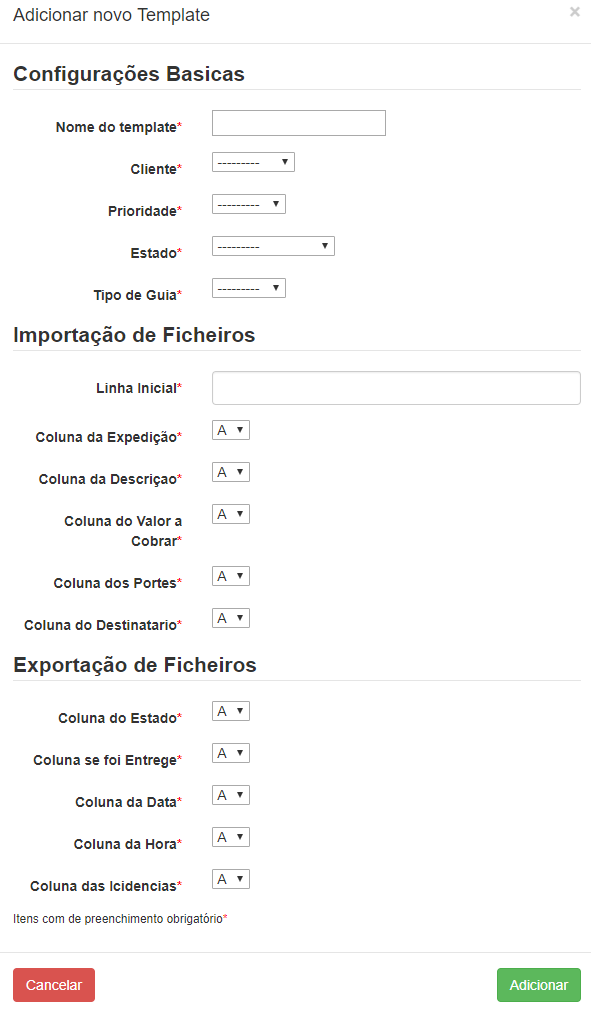 Adicionar novo Template ×
Configurações Basicas
Nome do template*
Cliente* ---------
Prioridade* ---------
Estado* ---------
Tipo de Guia* ---------
Importação de Ficheiros
Linha Inicial*
Coluna da Expedição* A
Coluna da Descriçao* A
Coluna do Valor a A
Cobrar*
Coluna dos Portes* A
Coluna do Destinatario* A
Exportação de Ficheiros
Coluna do Estado* A
Coluna se foi Entrege* A
Coluna da Data* A
Coluna da Hora* A
Coluna das Icidencias* A
Itens com de preenchimento obrigatório*
Cancelar Adicionar